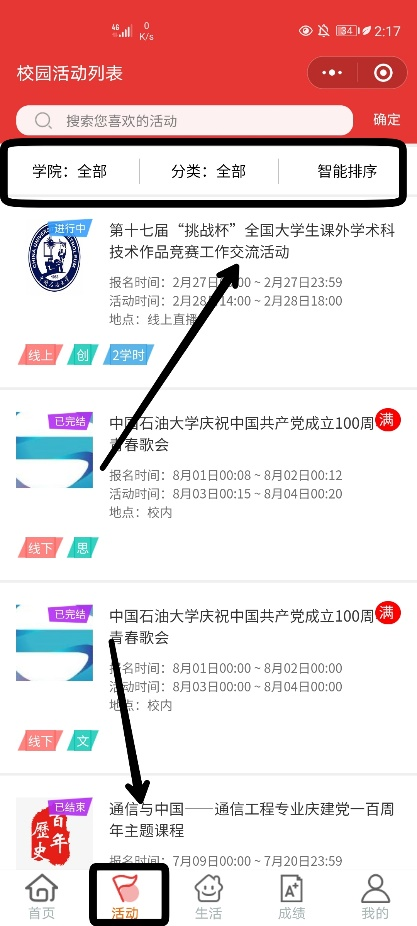 46
0
K/s
84
2:17
校园活动列表
搜索您喜欢的活动
确定
学院：全部
分类：全部
智能排序
进行中
第十七届“挑战杯”全国大学生课外学术科
技术作品竞赛工作交流活动
报名时间：2月27日 00 ~ 2月27日23:59
活动时间：2月28日14:00 ~ 2月28日18:00
地点：线上直播
线上
创
2学时
已完结
中国石油大学庆祝中国共产党成立100周
满
青春歌会
报名时间：8月01日00:08 ~ 8月02日00:12
活动时间：8月03日00:15 ~ 8月04日00:20
地点：校内
线下
思
已完结
中国石油大学庆祝中国共产党成立100周
满
青春歌会
报名时间：8月01日00:00 ~ 8月02日00:00
活动时间：8月03日00:00 ~ 8月04日00:00
地点：校内
线下
文
已结束
百年
歷史
通信与中国——通信工程专业庆建党一百周
年主题课程
报名时间：7月09日00:00 ~ 7月20日23:59
首页
活动
生活
成绩
我的